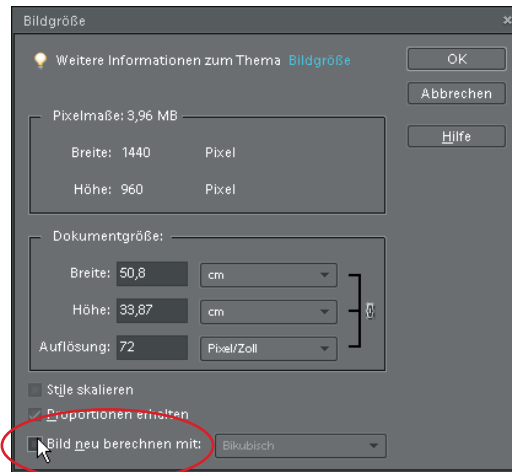 Bildgröße
Weitere Informationen zum Thema Bildgröße
OK
Abbrechen
Hilfe
Pixelmaße: 3,96 MB
Breite: 1440 Pixel
Höhe: 960 Pixel
Dokumentgröße:
Breite: 50,8 cm
Höhe: 33,87 cm
Auflösung: 72 Pixel/Zoll
Stile skalieren
Proportionen erhalten
Bild neu berechnen mit: Bikubisch